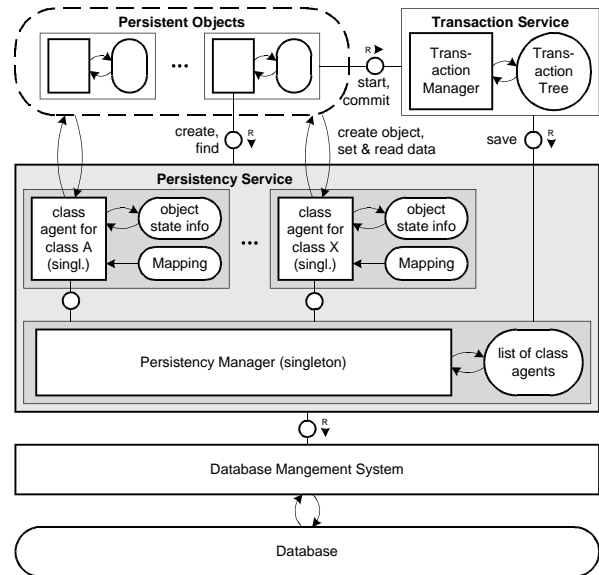 Persistent Objects
Transaction Service
...
R
start,
commit
Trans-
action
Manager
Trans-
action
Tree
create,
find
R
create object,
set & read data
save
R
Persistency Service
class
agent for
class A
(singl.)
object
state info
Mapping
...
class
agent for
class X
(singl.)
object
state info
Mapping
Persistency Manager (singleton)
list of class
agents
R
Database Mangement System
Database